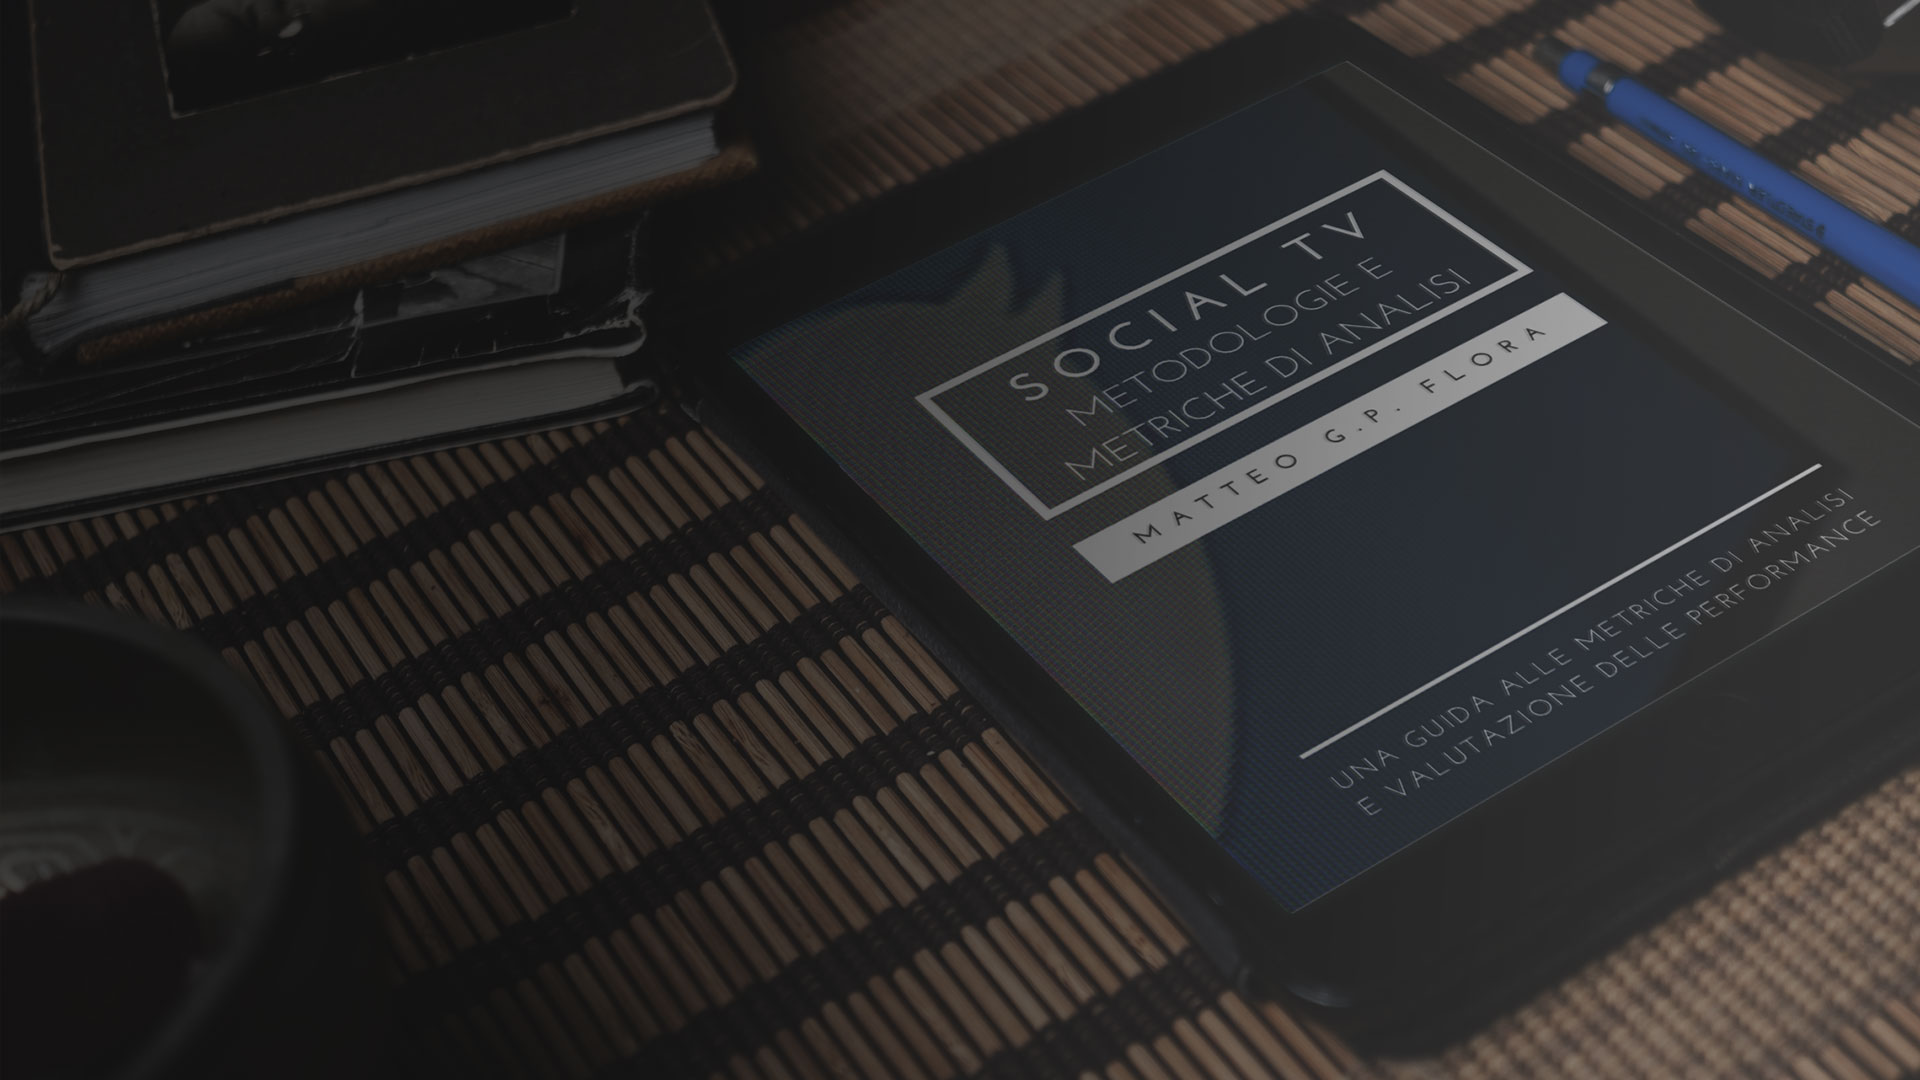 SOCIAL TV
METODOLOGIE E
METRICHE DI ANALISI
MATTEO G.P. FLORA
UNA GUIDA ALLE METRICHE DI ANALISI
E VALUTAZIONE DELLE PERFORMANCE